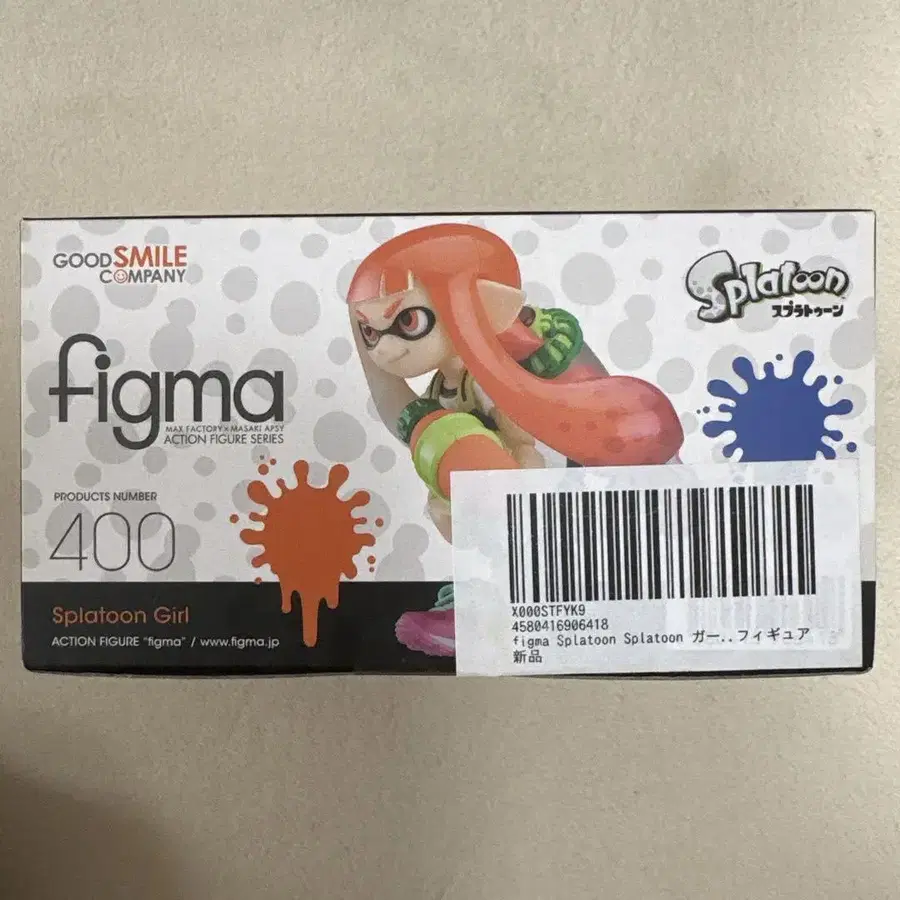 GOOD SMILE
COMPANY
Splatoon
スプラトゥーン
figma
MAX FACTORY × MASAKI APSY
ACTION FIGURE SERIES
PRODUCTS NUMBER
400
Splatoon Girl
ACTION FIGURE "figma" / www.figma.jp
X000STFYK9
4580416906418
figma Splatoon Splatoon ガー..フィギュア
新品